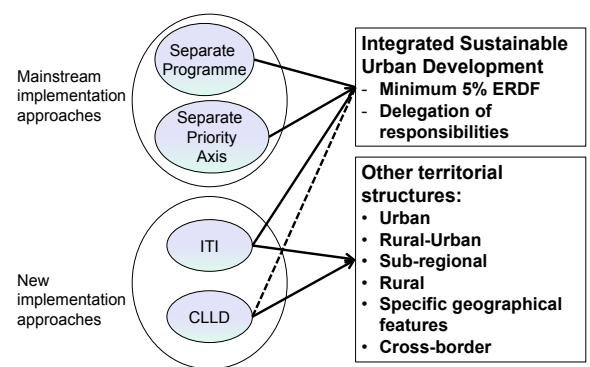 Mainstream
implementation
approaches
Separate
Programme
Separate
Priority
Axis
New
implementation
approaches
ITI
CLLD
Integrated Sustainable
Urban Development
- Minimum 5% ERDF
- Delegation of
responsibilities
Other territorial
structures:
• Urban
• Rural-Urban
• Sub-regional
• Rural
• Specific geographical
features
• Cross-border